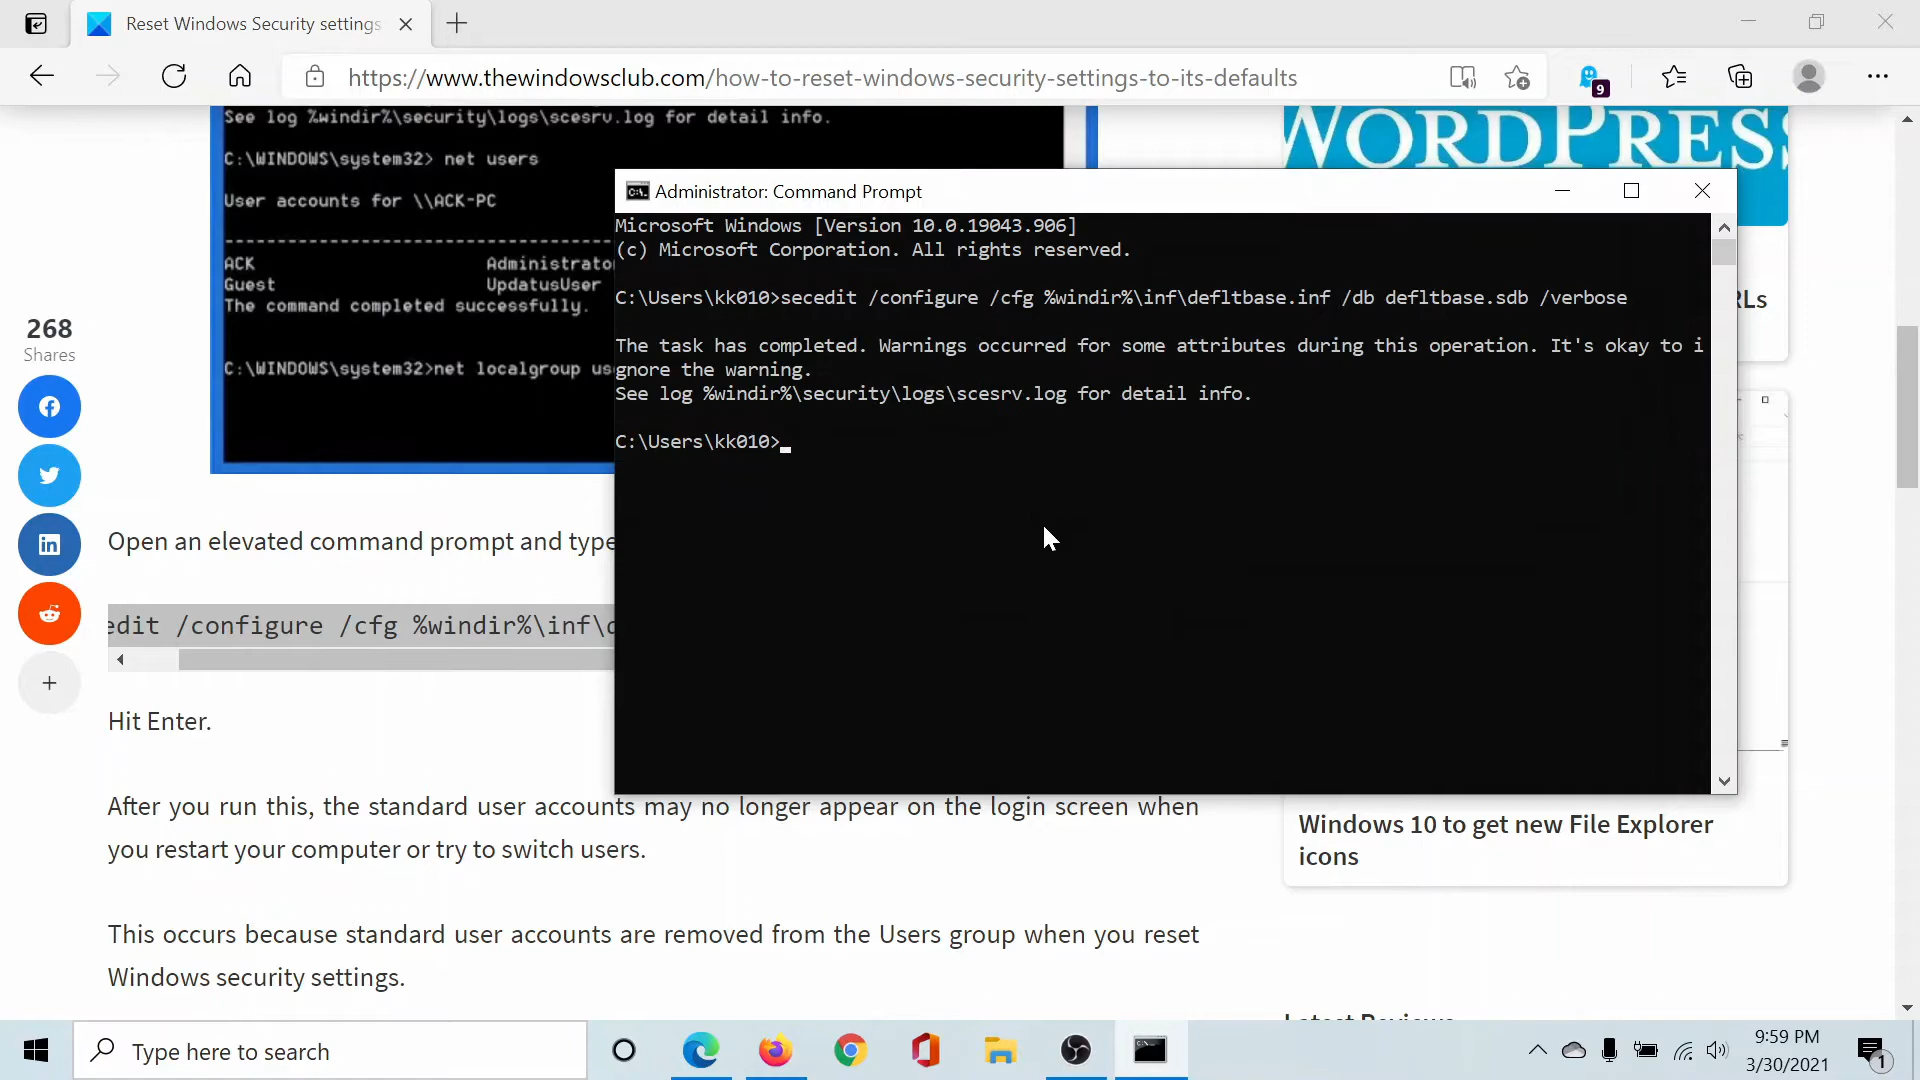 Reset Windows Security settings
https://www.thewindowsclub.com/how-to-reset-windows-security-settings-to-its-defaults
9
See log %windir%\security\logs\scesrv.log for detail info.
C:\WINDOWS\system32> net users
User accounts for \\ACK-PC
ACK Administrato
Guest UpdatusUser
The command completed successfully.
C:\WINDOWS\system32>net localgroup us
WORDPRES
Administrator: Command Prompt
Microsoft Windows [Version 10.0.19043.906]
(c) Microsoft Corporation. All rights reserved.
C:\Users\kk010>secedit /configure /cfg %windir%\inf\defltbase.inf /db defltbase.sdb /verbose
The task has completed. Warnings occurred for some attributes during this operation. It's okay to i
gnore the warning.
See log %windir%\security\logs\scesrv.log for detail info.
C:\Users\kk010>
RLs
268
Shares
Open an elevated command prompt and type
edit /configure /cfg %windir%\inf\d
Hit Enter.
After you run this, the standard user accounts may no longer appear on the login screen when
you restart your computer or try to switch users.
This occurs because standard user accounts are removed from the Users group when you reset
Windows security settings.
Windows 10 to get new File Explorer
icons
Latest Reviews
Type here to search
9:59 PM
3/30/2021
1